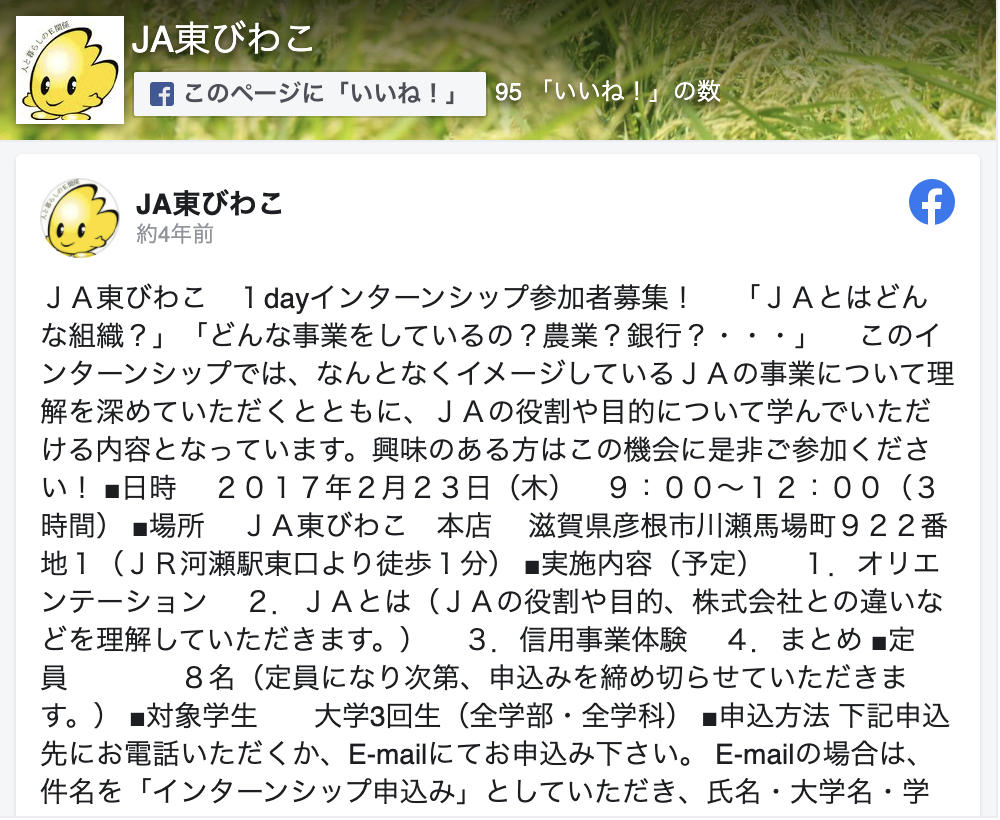 人と暮らしの和関係
JA東びわこ
このページに「いいね！」
95 「いいね！」の数
JA東びわこ
約4年前
ＪＡ東びわこ　１dayインターンシップ参加者募集！　　「ＪＡとはどん
な組織？」「どんな事業をしているの？農業？銀行？・・・」　　このイ
ンターンシップでは、なんとなくイメージしているＪＡの事業について理
解を深めていただくとともに、ＪＡの役割や目的について学んでいただ
ける内容となっています。興味のある方はこの機会に是非ご参加くださ
い！ ■日時　２０１７年２月２３日（木）　９：００～１２：００（３
時間） ■場所　ＪＡ東びわこ　本店　滋賀県彦根市川瀬馬場町９２２番
地１（ＪＲ河瀬駅東口より徒歩１分） ■実施内容（予定）　　１．オリエ
ンテーション　２．ＪＡとは（ＪＡの役割や目的、株式会社との違いな
どを理解していただきます。）　　３．信用事業体験　４．まとめ ■定
員　　　　８名（定員になり次第、申込みを締め切らせていただきま
す。） ■対象学生　　大学3回生（全学部・全学科） ■申込方法 下記申込
先にお電話いただくか、E-mailにてお申込み下さい。 E-mailの場合は、
件名を「インターンシップ申込み」としていただき、氏名・大学名・学